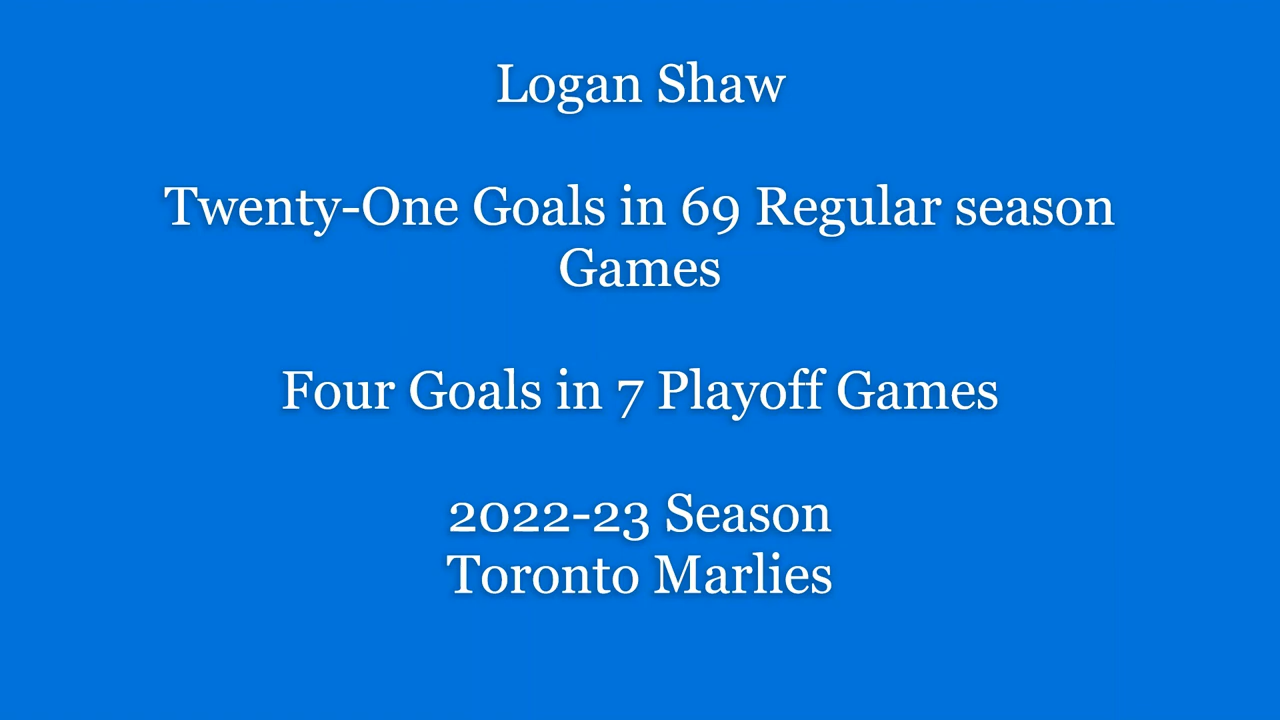 Logan Shaw
Twenty-One Goals in 69 Regular season
Games
Four Goals in 7 Playoff Games
2022-23 Season
Toronto Marlies